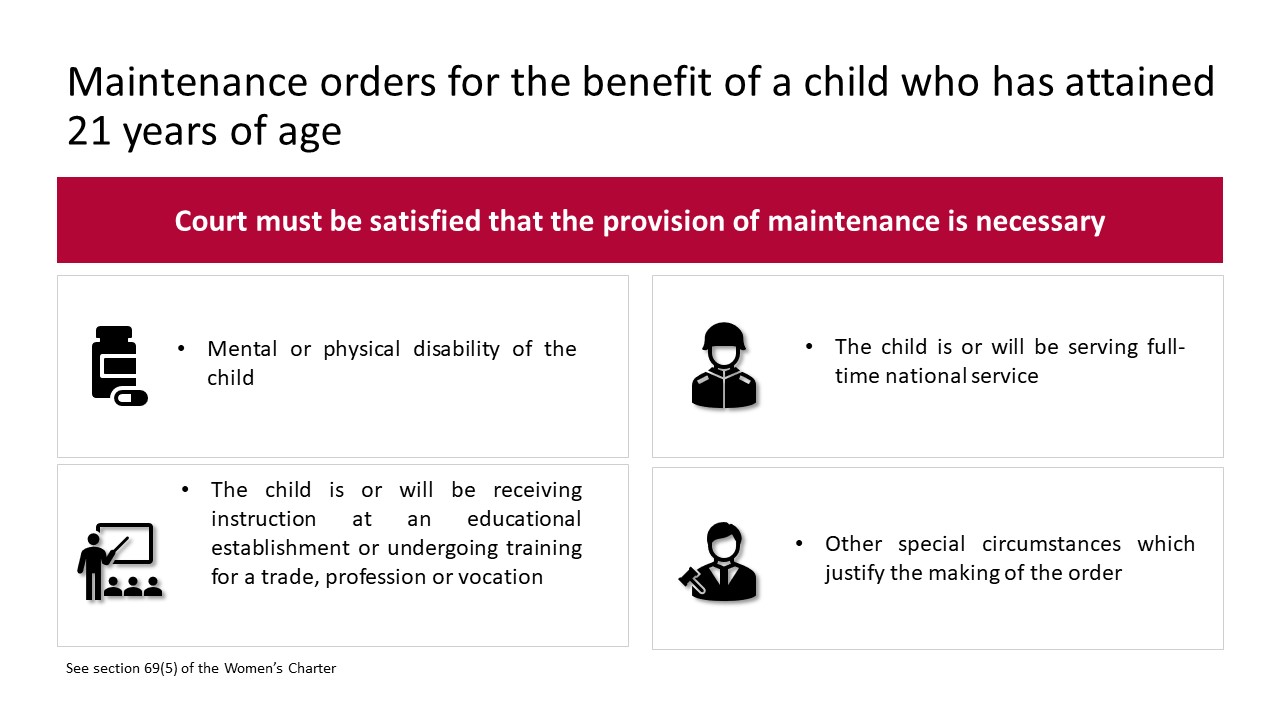 Maintenance orders for the benefit of a child who has attained
21 years of age
Court must be satisfied that the provision of maintenance is necessary
• Mental or physical disability of the
child
• The child is or will be serving full-
time national service
• The child is or will be receiving
instruction at an educational
establishment or undergoing training
for a trade, profession or vocation
• Other special circumstances which
justify the making of the order
See section 69(5) of the Women’s Charter